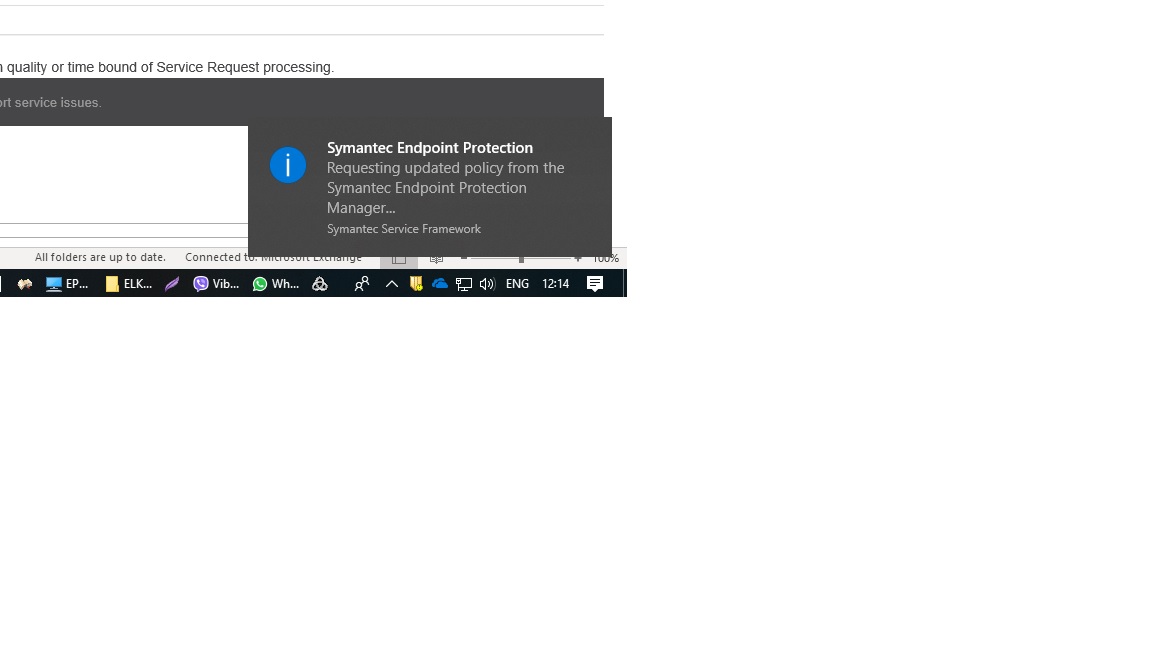 quality or time bound of Service Request processing.
service issues.
Symantec Endpoint Protection
Requesting updated policy from the
Symantec Endpoint Protection
Manager...
Symantec Service Framework
All folders are up to date. Connected to: Microsoft Exchange 100%
EP... ELK... Vib... Wh... ENG 12:14